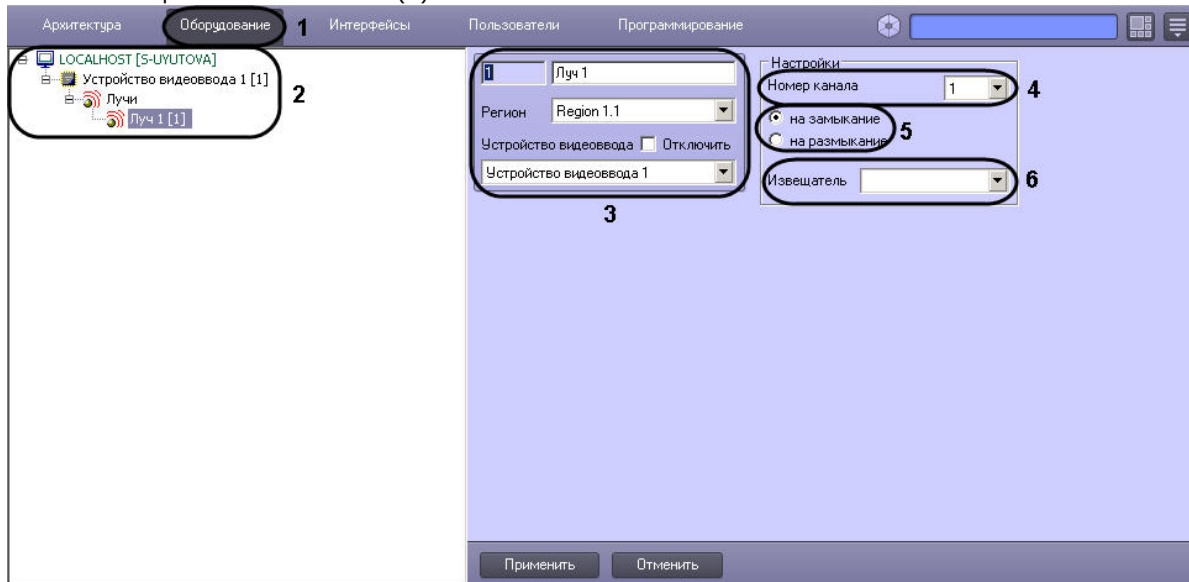 Архитектура Оборудование 1 Интерфейсы Пользователи Программирование
LOCALHOST [S-UYUTOVA]
Устройство видеоввода 1 [1]
Лучи
Луч 1 [1]
2
1 Луч 1
Регион Region 1.1
Устройство видеоввода Отключить
Устройство видеоввода 1
3
Настройки
Номер канала 1 4
на замыкание
на размыкание
5
Извещатель 6
Применить Отменить